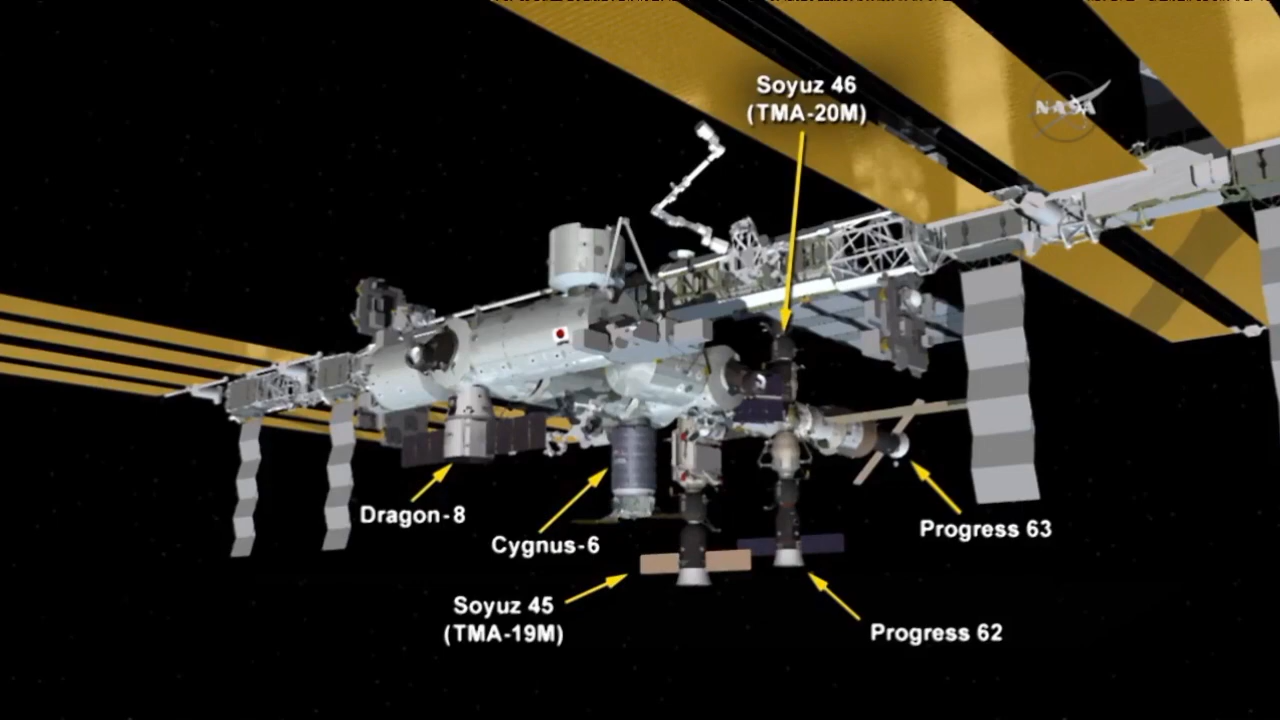 Soyuz 46
(TMA-20M)
NASA
Dragon-8
Cygnus-6
Progress 63
Soyuz 45
(TMA-19M)
Progress 62